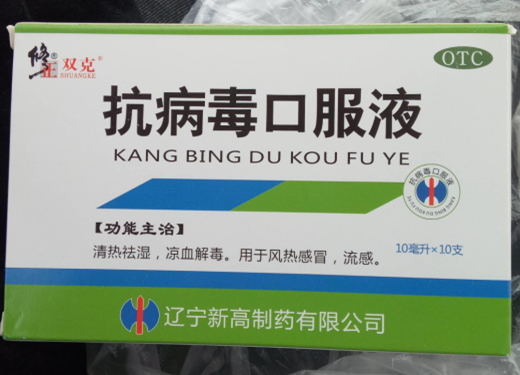 修正® 双克®
SHUANGKE
OTC
抗病毒口服液
KANG BING DU KOU FU YE
抗病毒口服液
【功能主治】
清热祛湿，凉血解毒。用于风热感冒，流感。
10毫升×10支
辽宁新高制药有限公司